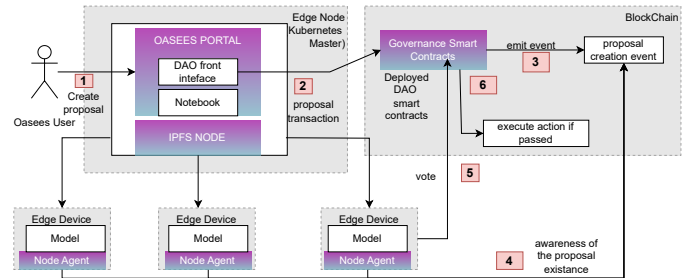 OASEES PORTAL
Edge Node
Kubernetes
Master)
BlockChain
DAO front
inteface
Notebook
Governance Smart
Contracts
emit event
proposal
creation event
1
Create
proposal
2
proposal
transaction
3
Deployed
DAO
smart
contracts
6
Oasees User
IPFS NODE
execute action if
passed
vote
5
Edge Device
Model
Node Agent
Edge Device
Model
Node Agent
Edge Device
Model
Node Agent
4
awareness of
the proposal
existance